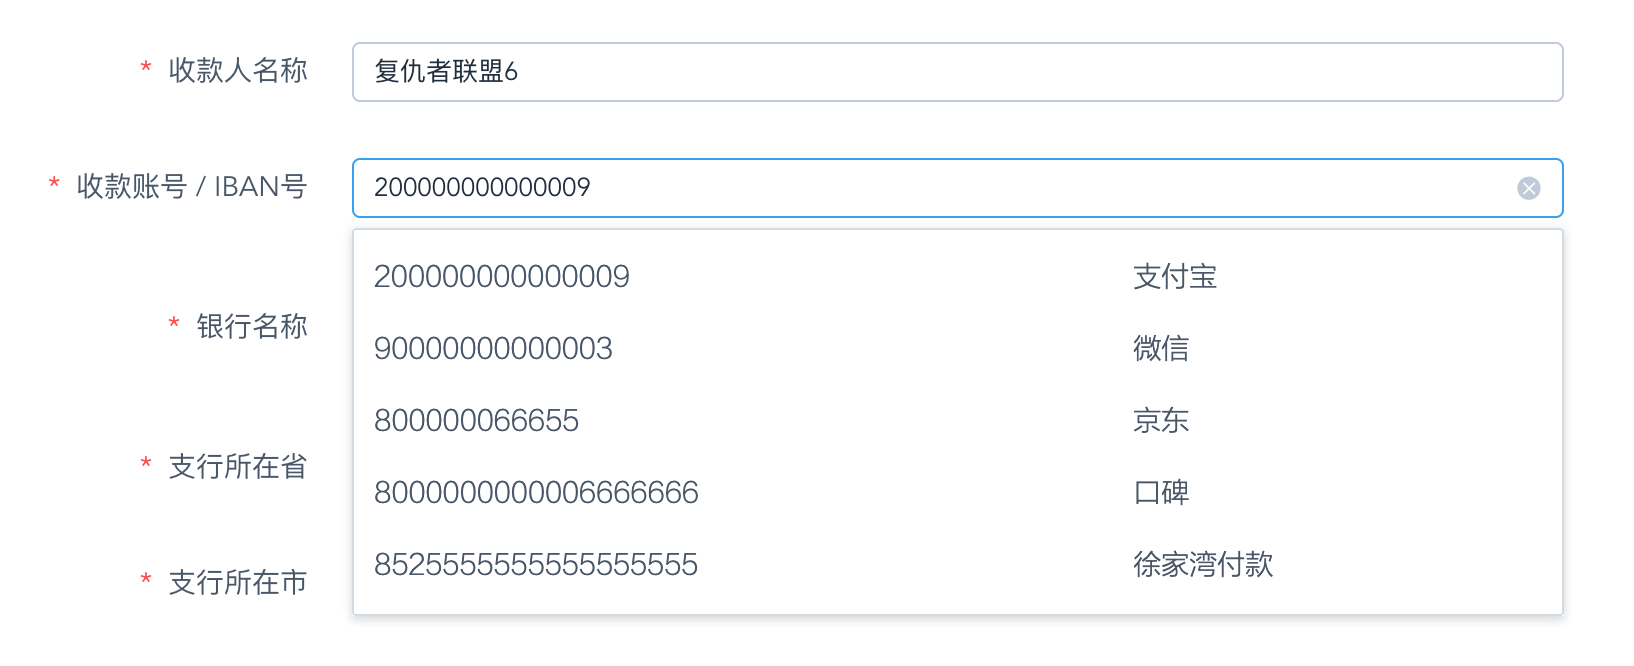 * 收款人名称 复仇者联盟6
* 收款账号 / IBAN号 200000000000009
200000000000009 支付宝
* 银行名称
90000000000003 微信
800000066655 京东
* 支行所在省
8000000000006666666 口碑
8525555555555555555 徐家湾付款
* 支行所在市